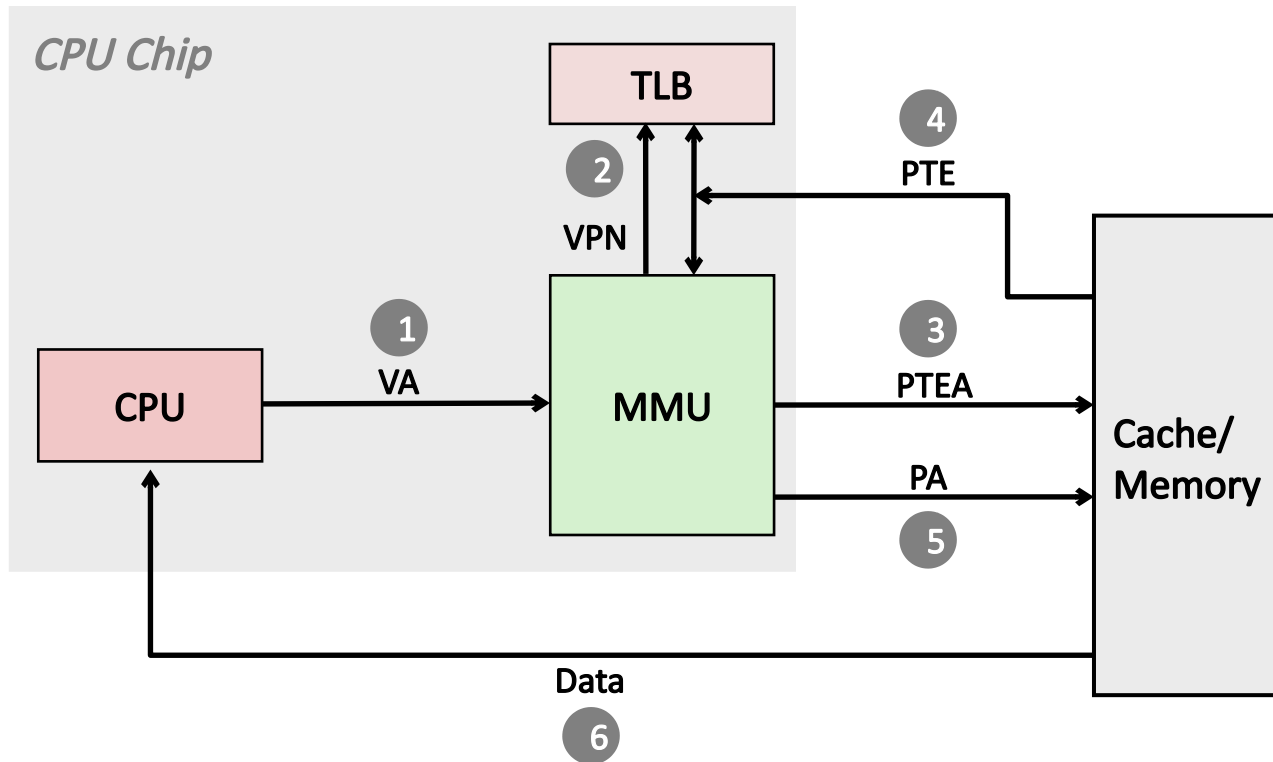 CPU Chip
TLB
4
PTE
2
VPN
1
VA
3
PTEA
CPU
MMU
Cache/
Memory
PA
5
Data
6